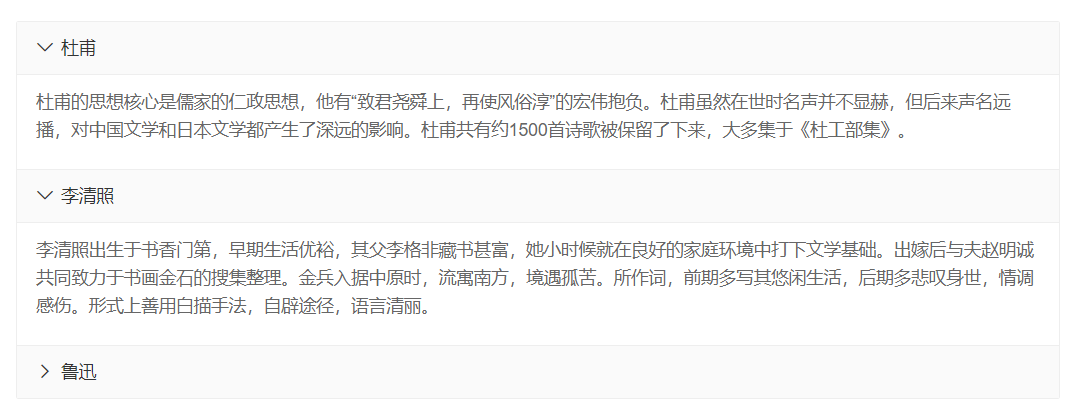 杜甫
杜甫的思想核心是儒家的仁政思想，他有“致君尧舜上，再使风俗淳”的宏伟抱负。杜甫虽然在世时名声并不显赫，但后来声名远
播，对中国文学和日本文学都产生了深远的影响。杜甫共有约1500首诗歌被保留了下来，大多集于《杜工部集》。
李清照
李清照出生于书香门第，早期生活优裕，其父李格非藏书甚富，她小时候就在良好的家庭环境中打下文学基础。出嫁后与夫赵明诚
共同致力于书画金石的搜集整理。金兵入据中原时，流寓南方，境遇孤苦。所作词，前期多写其悠闲生活，后期多悲叹身世，情调
感伤。形式上善用白描手法，自辟途径，语言清丽。
鲁迅